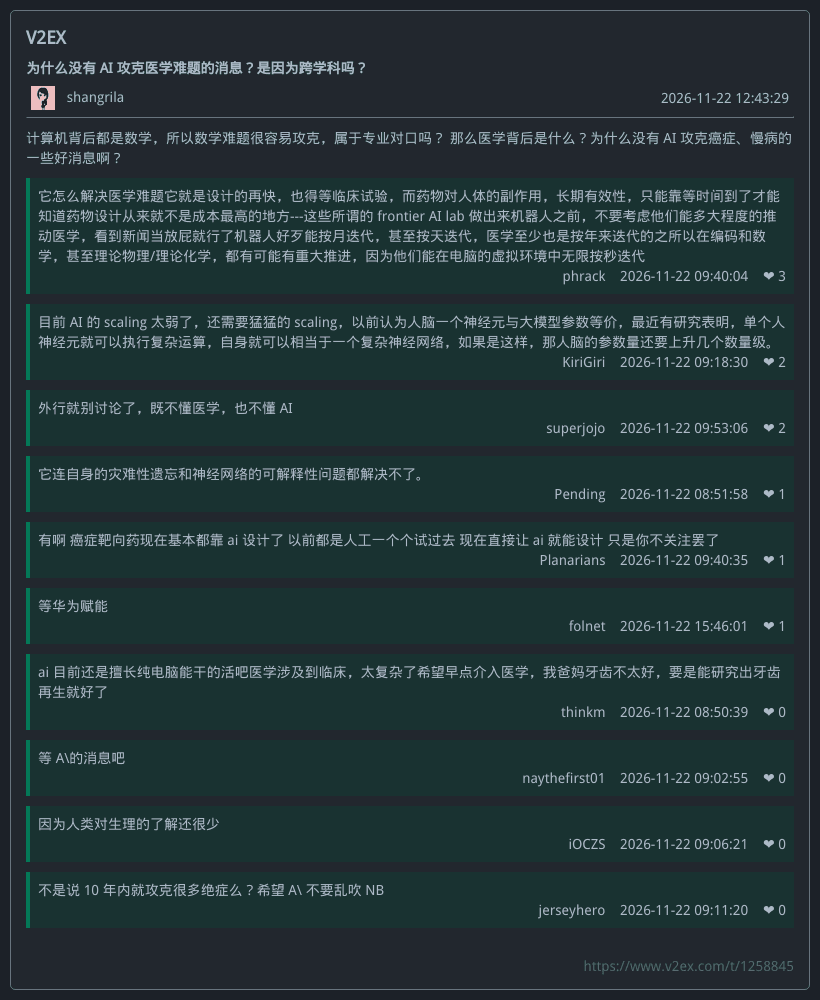 V2EX
为什么没有 AI 攻克医学难题的消息？是因为跨学科吗？
shangrila
2026-11-22 12:43:29
计算机背后都是数学，所以数学难题很容易攻克，属于专业对口吗？ 那么医学背后是什么？为什么没有 AI 攻克癌症、慢病的
一些好消息啊？
它怎么解决医学难题它就是设计的再快，也得等临床试验，而药物对人体的副作用，长期有效性，只能靠等时间到了才能
知道药物设计从来就不是成本最高的地方---这些所谓的 frontier AI lab 做出来机器人之前，不要考虑他们能多大程度的推
动医学，看到新闻当放屁就行了机器人好歹能按月迭代，甚至按天迭代，医学至少也是按年来迭代的之所以在编码和数
学，甚至理论物理/理论化学，都有可能有重大推进，因为他们能在电脑的虚拟环境中无限按秒迭代
phrack 2026-11-22 09:40:04 ❤ 3
目前 AI 的 scaling 太弱了，还需要猛猛的 scaling，以前认为人脑一个神经元与大模型参数等价，最近有研究表明，单个人
神经元就可以执行复杂运算，自身就可以相当于一个复杂神经网络，如果是这样，那人脑的参数量还要上升几个数量级。
KiriGiri 2026-11-22 09:18:30 ❤ 2
外行就别讨论了，既不懂医学，也不懂 AI
superjojo 2026-11-22 09:53:06 ❤ 2
它连自身的灾难性遗忘和神经网络的可解释性问题都解决不了。
Pending 2026-11-22 08:51:58 ❤ 1
有啊 癌症靶向药现在基本都靠 ai 设计了 以前都是人工一个个试过去 现在直接让 ai 就能设计 只是你不关注罢了
Planarians 2026-11-22 09:40:35 ❤ 1
等华为赋能
folnet 2026-11-22 15:46:01 ❤ 1
ai 目前还是擅长纯电脑能干的活吧医学涉及到临床，太复杂了希望早点介入医学，我爸妈牙齿不太好，要是能研究出牙齿
再生就好了
thinkm 2026-11-22 08:50:39 ❤ 0
等 A\的消息吧
naythefirst01 2026-11-22 09:02:55 ❤ 0
因为人类对生理的了解还很少
iOCZS 2026-11-22 09:06:21 ❤ 0
不是说 10 年内就攻克很多绝症么？希望 A\ 不要乱吹 NB
jerseyhero 2026-11-22 09:11:20 ❤ 0
https://www.v2ex.com/t/1258845